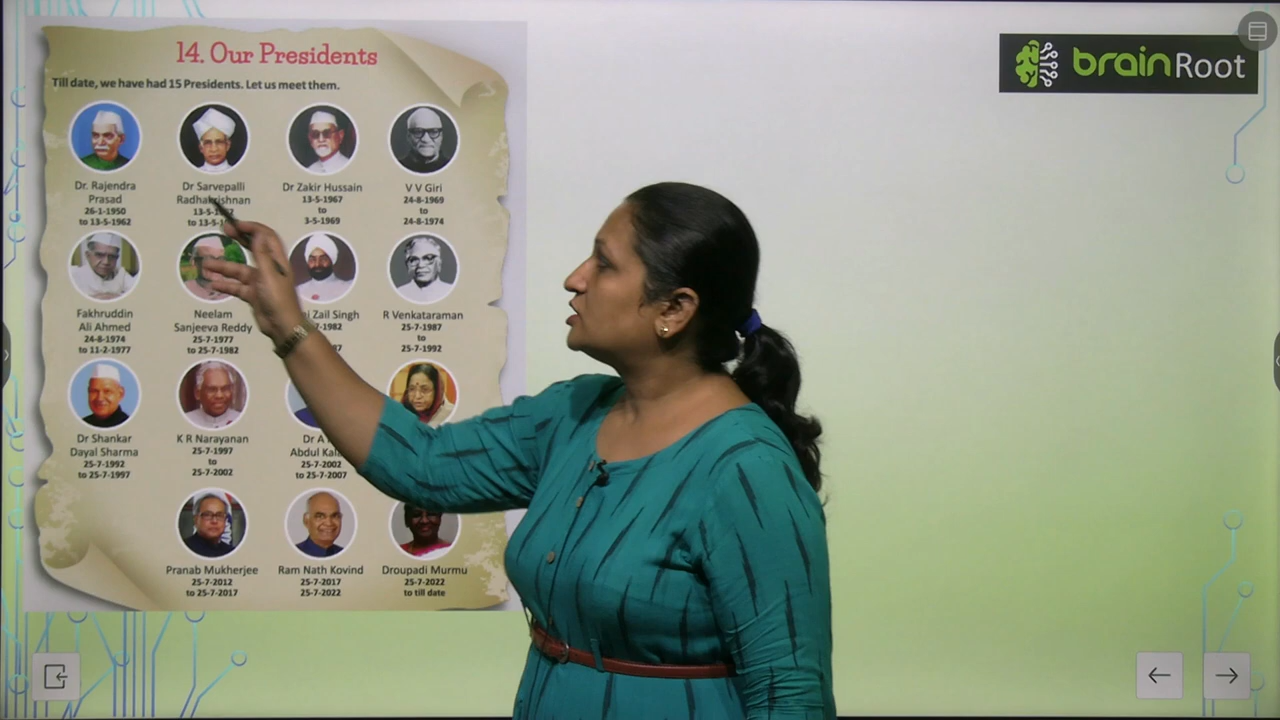 14. Our Presidents
Till date, we have had 15 Presidents. Let us meet them.
brainRoot
Dr. Rajendra
Prasad
26-1-1950
to 13-5-1962
Dr Sarvepalli
Radhakrishnan
to
Dr Zakir Hussain
13-5-1967
to
3-5-1969
V V Giri
24-8-1969
to
24-8-1974
Fakhruddin
Ali Ahmed
24-8-1974
to 11-2-1977
Neelam
Sanjeeva Reddy
25-7-1977
to 25-7-1982
Zail Singh
R Venkataraman
25-7-1987
to
25-7-1992
Dr Shankar
Dayal Sharma
25-7-1992
to 25-7-1997
K R Narayanan
25-7-1997
to
25-7-2002
Dr A
Abdul
25-7-2002
to 25-7-2007
Pranab Mukherjee
25-7-2012
to 25-7-2017
Ram Nath Kovind
25-7-2017
25-7-2022
Droupadi Murmu
25-7-2022
to till date